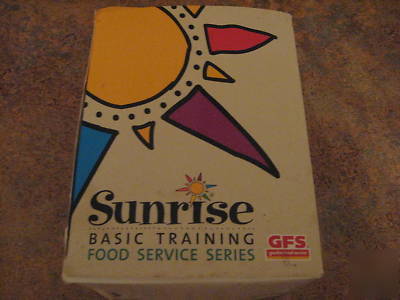 Sunrise
BASIC TRAINING
FOOD SERVICE SERIES
GFS